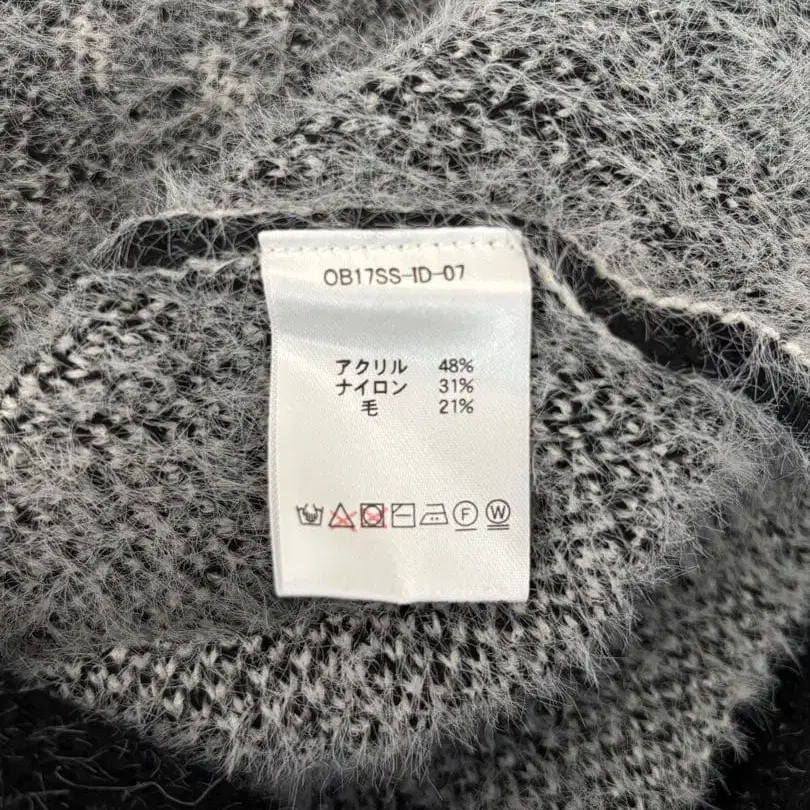 OB17SS-ID-07
アクリル 48%
ナイロン 31%
毛 21%
F W